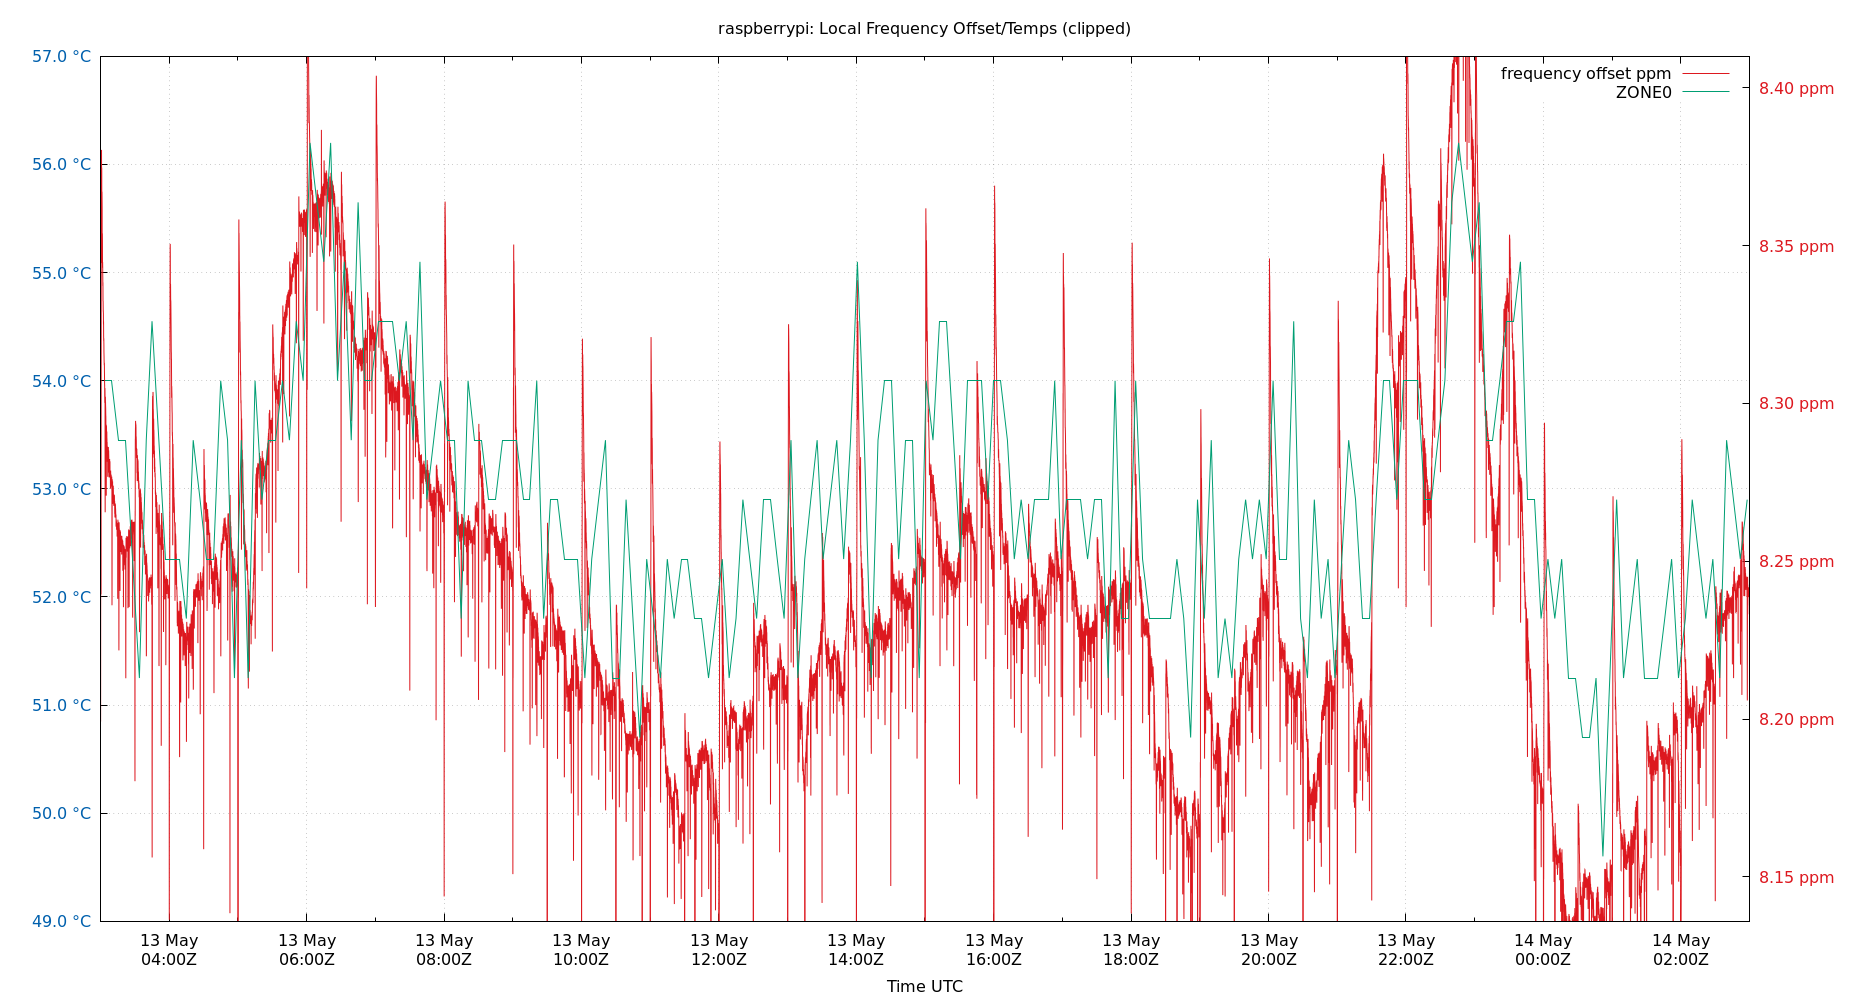 raspberrypi: Local Frequency Offset/Temps (clipped)
57.0 °C
56.0 °C
55.0 °C
54.0 °C
53.0 °C
52.0 °C
51.0 °C
50.0 °C
49.0 °C
frequency offset ppm
ZONE0
8.40 ppm
8.35 ppm
8.30 ppm
8.25 ppm
8.20 ppm
8.15 ppm
13 May 13 May 13 May 13 May 13 May 13 May 13 May 13 May 13 May 13 May 14 May 14 May
04:00Z 06:00Z 08:00Z 10:00Z 12:00Z 14:00Z 16:00Z 18:00Z 20:00Z 22:00Z 00:00Z 02:00Z
Time UTC